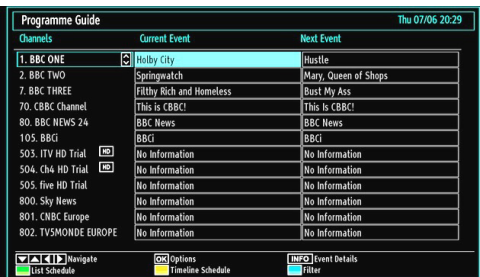 Programme Guide Thu 07/06 20:29
Channels Current Event Next Event
1. BBC ONE Holby City Hustle
2. BBC TWO Springwatch Mary, Queen of Shops
7. BBC THREE Filthy Rich and Homeless Bust My Ass
70. CBBC Channel This is CBBC! This Is CBBC!
80. BBC NEWS 24 BBC News BBC News
105. BBCi BBCi BBCi
503. ITV HD Trial HD No Information No Information
504. Ch4 HD Trial HD No Information No Information
505. five HD Trial No Information No Information
800. Sky News No Information No Information
801. CNBC Europe No Information No Information
802. TV5MONDE EUROPE No Information No Information
Navigate OK Options INFO Event Details
List Schedule Timeline Schedule Filter